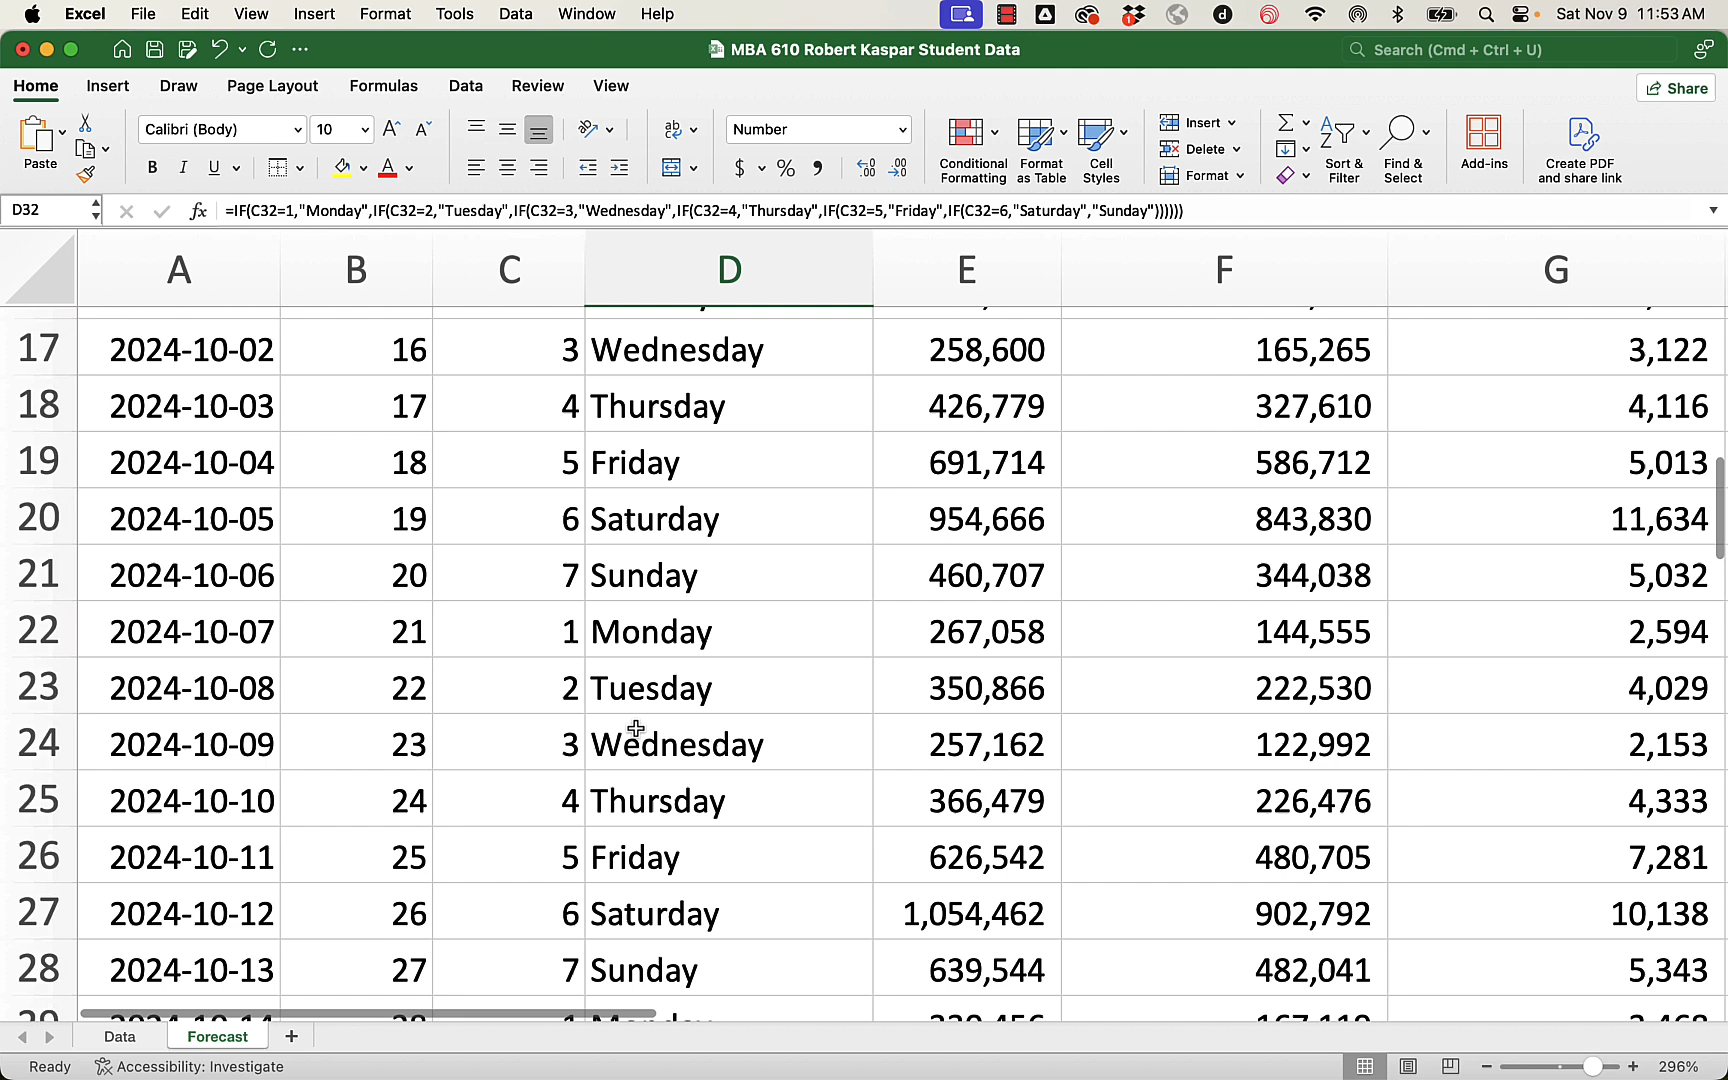 Excel File Edit View Insert Format Tools Data Window Help Sat Nov 9 11:53 AM
MBA 610 Robert Kaspar Student Data
Search (Cmd + Ctrl + U)
Home Insert Draw Page Layout Formulas Data Review View
Share
Paste
Calibri (Body) 10
Number
Conditional Formatting
Format as Table
Cell Styles
Insert
Delete
Format
Sort & Filter
Find & Select
Add-ins
Create PDF and share link
D32 fx =IF(C32=1,"Monday",IF(C32=2,"Tuesday",IF(C32=3,"Wednesday",IF(C32=4,"Thursday",IF(C32=5,"Friday",IF(C32=6,"Saturday","Sunday"))))))
A B C D E F G
17 2024-10-02 16 3 Wednesday 258,600 165,265 3,122
18 2024-10-03 17 4 Thursday 426,779 327,610 4,116
19 2024-10-04 18 5 Friday 691,714 586,712 5,013
20 2024-10-05 19 6 Saturday 954,666 843,830 11,634
21 2024-10-06 20 7 Sunday 460,707 344,038 5,032
22 2024-10-07 21 1 Monday 267,058 144,555 2,594
23 2024-10-08 22 2 Tuesday 350,866 222,530 4,029
24 2024-10-09 23 3 Wednesday 257,162 122,992 2,153
25 2024-10-10 24 4 Thursday 366,479 226,476 4,333
26 2024-10-11 25 5 Friday 626,542 480,705 7,281
27 2024-10-12 26 6 Saturday 1,054,462 902,792 10,138
28 2024-10-13 27 7 Sunday 639,544 482,041 5,343
Data Forecast +
Ready Accessibility: Investigate 296%